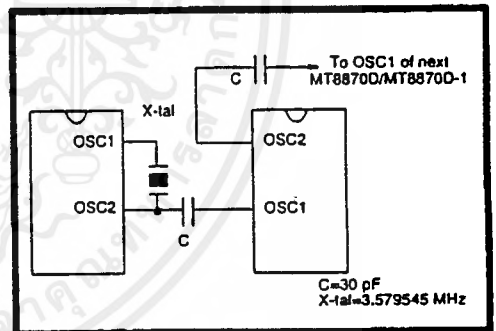 To OSC1 of next
MT8870D/MT8870D-1
C
X-tal
OSC1
OSC2
OSC2
OSC1
C
C=30 pF
X-tal=3.579545 MHz